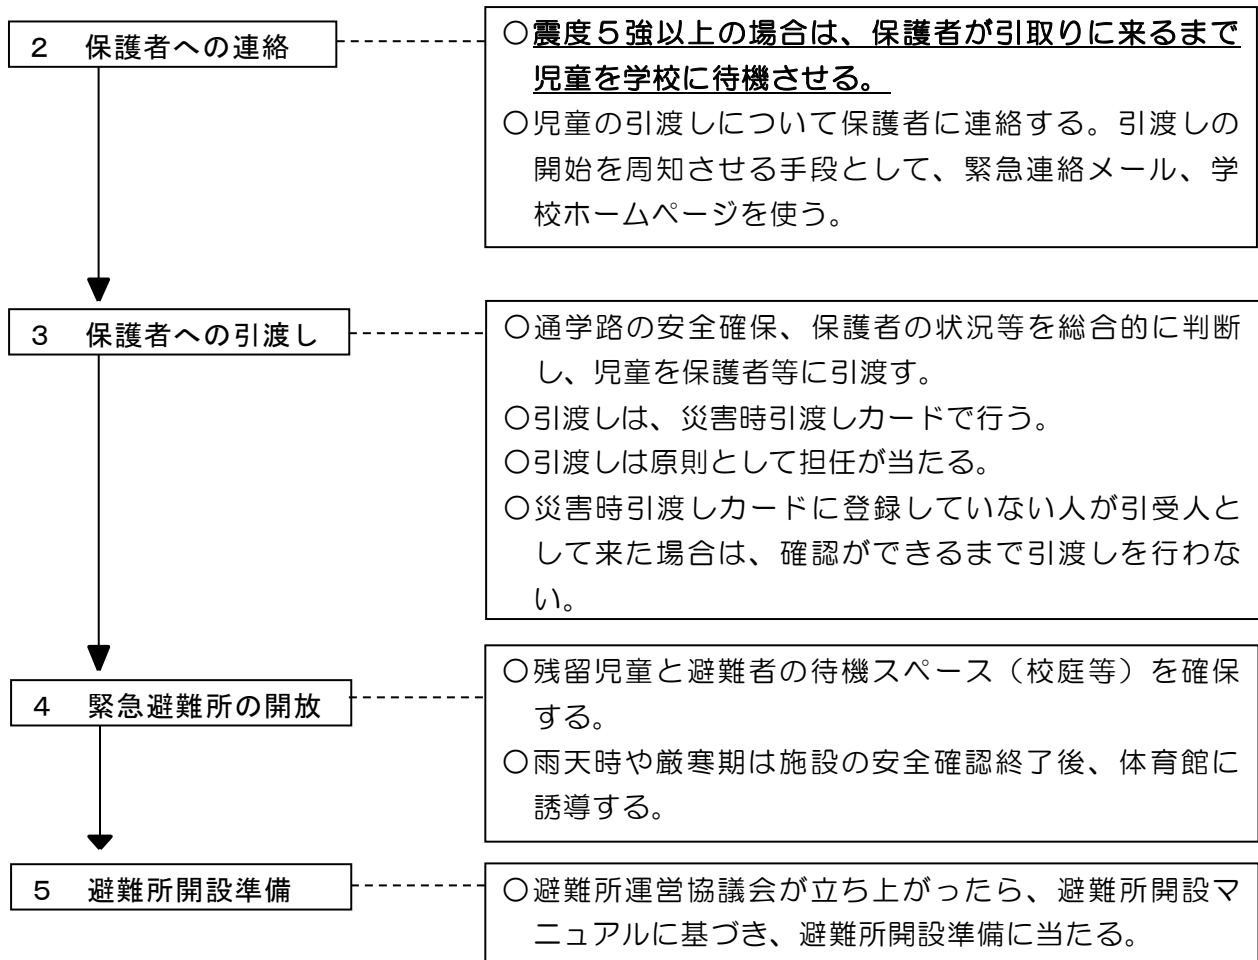 ２　保護者への連絡
〇震度５強以上の場合は、保護者が引取りに来るまで
児童を学校に待機させる。
〇児童の引渡しについて保護者に連絡する。引渡しの
開始を周知させる手段として、緊急連絡メール、学
校ホームページを使う。
３　保護者への引渡し
〇通学路の安全確保、保護者の状況等を総合的に判断
し、児童を保護者等に引渡す。
〇引渡しは、災害時引渡しカードで行う。
〇引渡しは原則として担任が当たる。
〇災害時引渡しカードに登録していない人が引受人と
して来た場合は、確認ができるまで引渡しを行わな
い。
４　緊急避難所の開放
〇残留児童と避難者の待機スペース（校庭等）を確保
する。
〇雨天時や厳寒期は施設の安全確認終了後、体育館に
誘導する。
５　避難所開設準備
〇避難所運営協議会が立ち上がったら、避難所開設マ
ニュアルに基づき、避難所開設準備に当たる。